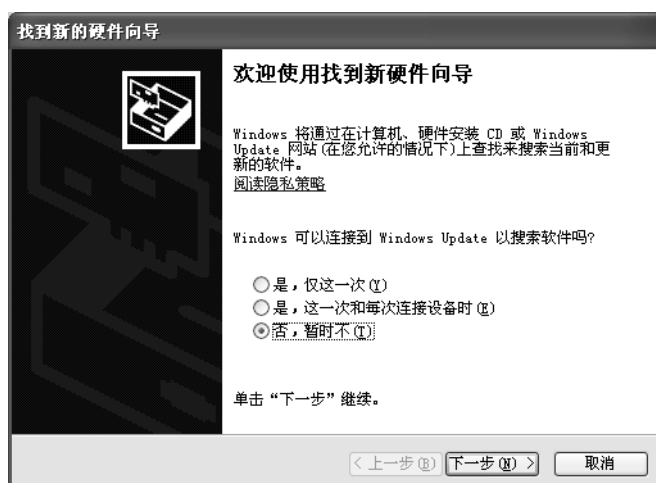 找到新的硬件向导
欢迎使用找到新硬件向导
Windows 将通过在计算机、硬件安装 CD 或 Windows
Update 网站(在您允许的情况下)上查找来搜索当前和更
新的软件。
阅读隐私策略
Windows 可以连接到 Windows Update 以搜索软件吗?
是，仅这一次(Y)
是，这一次和每次连接设备时(E)
否，暂时不(T)
单击“下一步”继续。
< 上一步(B) 下一步(N) > 取消